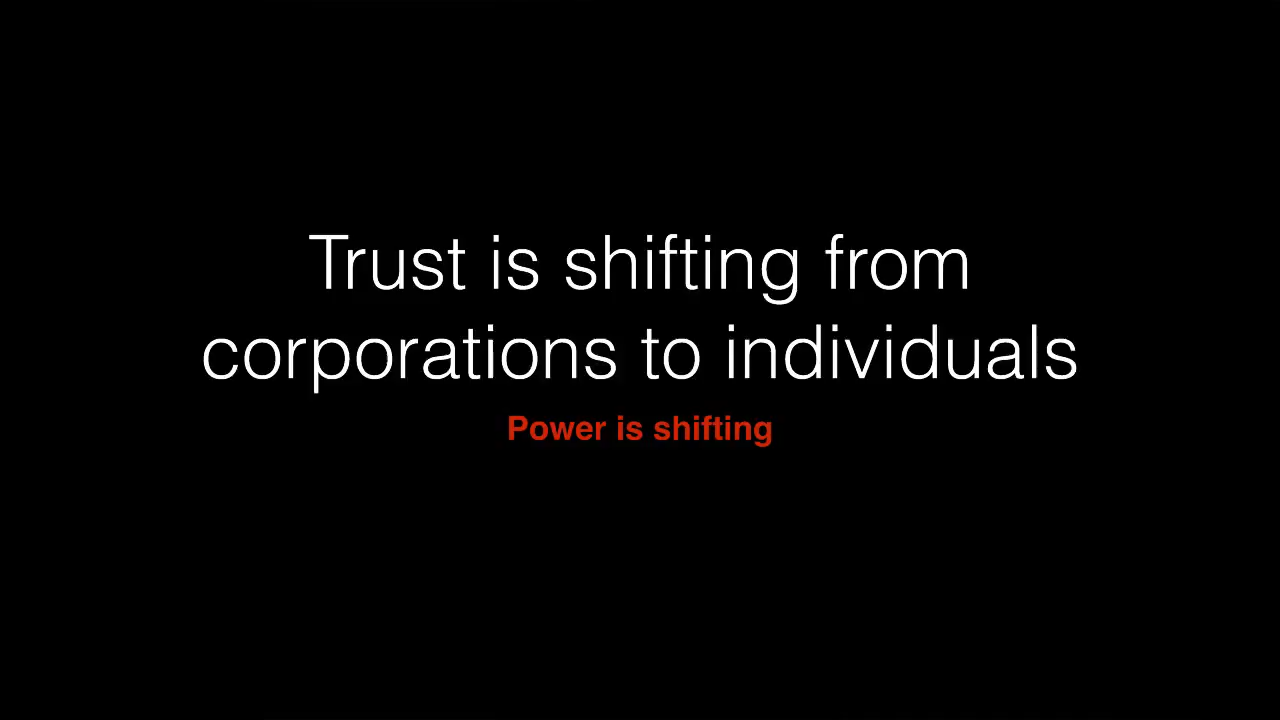 Trust is shifting from
corporations to individuals
Power is shifting